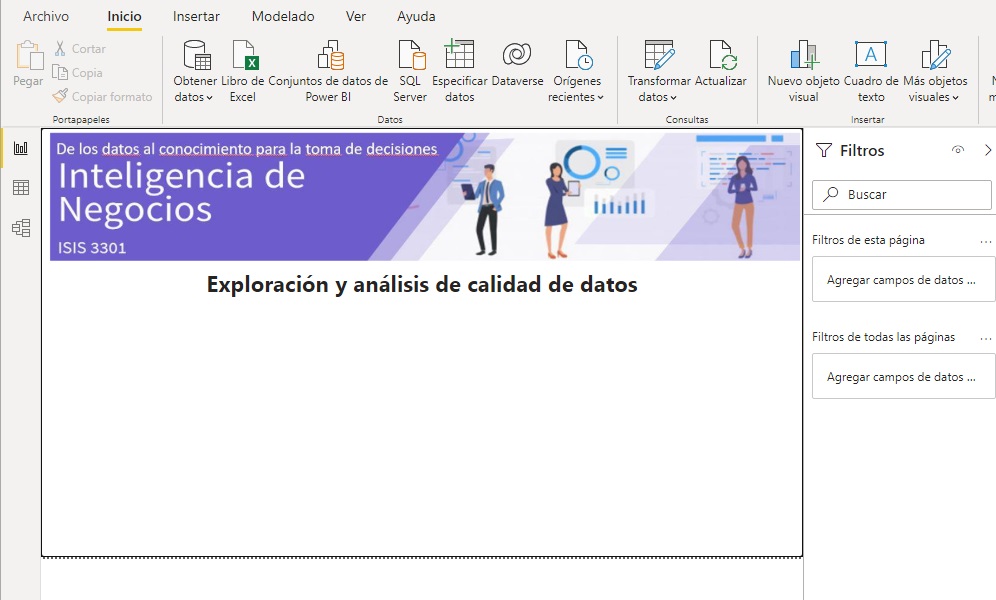 Archivo Inicio Insertar Modelado Ver Ayuda
Pegar
Cortar
Copia
Copiar formato
Portapapeles
Obtener datos
Libro de Excel
Conjuntos de datos de Power BI
SQL Server
Especificar datos
Dataverse
Orígenes recientes
Datos
Transformar datos
Actualizar
Consultas
Nuevo objeto visual
Cuadro de texto
Más objetos visuales
Insertar
De los datos al conocimiento para la toma de decisiones
Inteligencia de
Negocios
ISIS 3301
Exploración y análisis de calidad de datos
Filtros
Buscar
Filtros de esta página ...
Agregar campos de datos ...
Filtros de todas las páginas ...
Agregar campos de datos ...